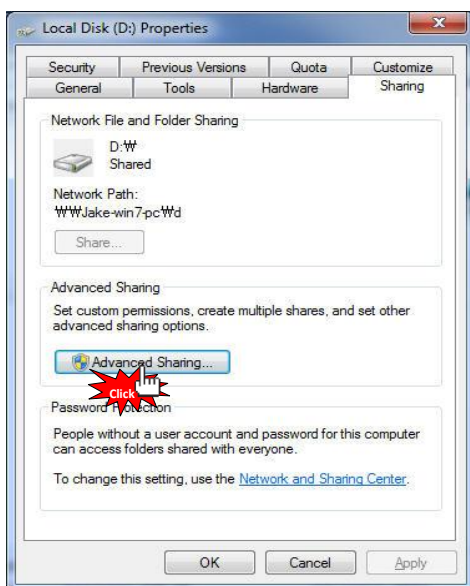 Local Disk (D:) Properties
Security Previous Versions Quota Customize
General Tools Hardware Sharing
Network File and Folder Sharing
D:₩
Shared
Network Path:
₩₩Jake-win7-pc₩d
Share...
Advanced Sharing
Set custom permissions, create multiple shares, and set other
advanced sharing options.
Advanced Sharing...
Click
Password Protection
People without a user account and password for this computer
can access folders shared with everyone.
To change this setting, use the Network and Sharing Center.
OK Cancel Apply